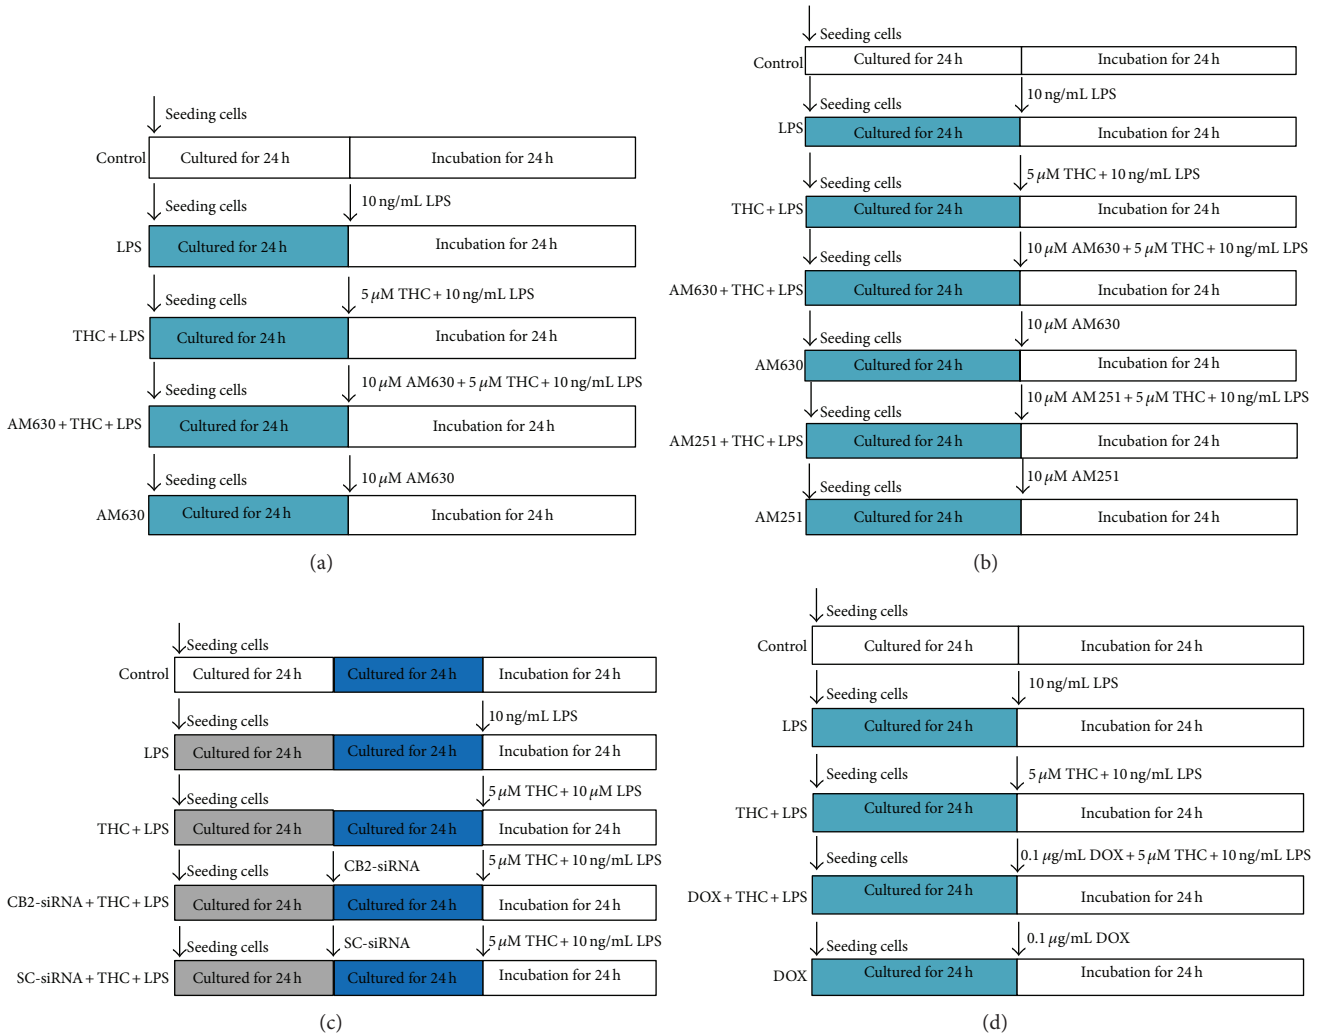 Seeding cells
Control
Cultured for 24 h
Incubation for 24 h
Seeding cells
10 ng/mL LPS
LPS
Cultured for 24 h
Incubation for 24 h
Seeding cells
5 μM THC + 10 ng/mL LPS
THC + LPS
Cultured for 24 h
Incubation for 24 h
Seeding cells
10 μM AM630 + 5 μM THC + 10 ng/mL LPS
AM630 + THC + LPS
Cultured for 24 h
Incubation for 24 h
Seeding cells
10 μM AM630
AM630
Cultured for 24 h
Incubation for 24 h
(a)
Seeding cells
Control
Cultured for 24 h
Incubation for 24 h
Seeding cells
10 ng/mL LPS
LPS
Cultured for 24 h
Incubation for 24 h
Seeding cells
5 μM THC + 10 ng/mL LPS
THC + LPS
Cultured for 24 h
Incubation for 24 h
Seeding cells
10 μM AM630 + 5 μM THC + 10 ng/mL LPS
AM630 + THC + LPS
Cultured for 24 h
Incubation for 24 h
Seeding cells
10 μM AM630
AM630
Cultured for 24 h
Incubation for 24 h
Seeding cells
10 μM AM251 + 5 μM THC + 10 ng/mL LPS
AM251 + THC + LPS
Cultured for 24 h
Incubation for 24 h
Seeding cells
10 μM AM251
AM251
Cultured for 24 h
Incubation for 24 h
(b)
Seeding cells
Control
Cultured for 24 h
Cultured for 24 h
Incubation for 24 h
Seeding cells
10 ng/mL LPS
LPS
Cultured for 24 h
Cultured for 24 h
Incubation for 24 h
Seeding cells
5 μM THC + 10 μM LPS
THC + LPS
Cultured for 24 h
Cultured for 24 h
Incubation for 24 h
Seeding cells
CB2-siRNA
5 μM THC + 10 ng/mL LPS
CB2-siRNA + THC + LPS
Cultured for 24 h
Cultured for 24 h
Incubation for 24 h
Seeding cells
SC-siRNA
5 μM THC + 10 ng/mL LPS
SC-siRNA + THC + LPS
Cultured for 24 h
Cultured for 24 h
Incubation for 24 h
(c)
Seeding cells
Control
Cultured for 24 h
Incubation for 24 h
Seeding cells
10 ng/mL LPS
LPS
Cultured for 24 h
Incubation for 24 h
Seeding cells
5 μM THC + 10 ng/mL LPS
THC + LPS
Cultured for 24 h
Incubation for 24 h
Seeding cells
0.1 μg/mL DOX + 5 μM THC + 10 ng/mL LPS
DOX + THC + LPS
Cultured for 24 h
Incubation for 24 h
Seeding cells
0.1 μg/mL DOX
DOX
Cultured for 24 h
Incubation for 24 h
(d)